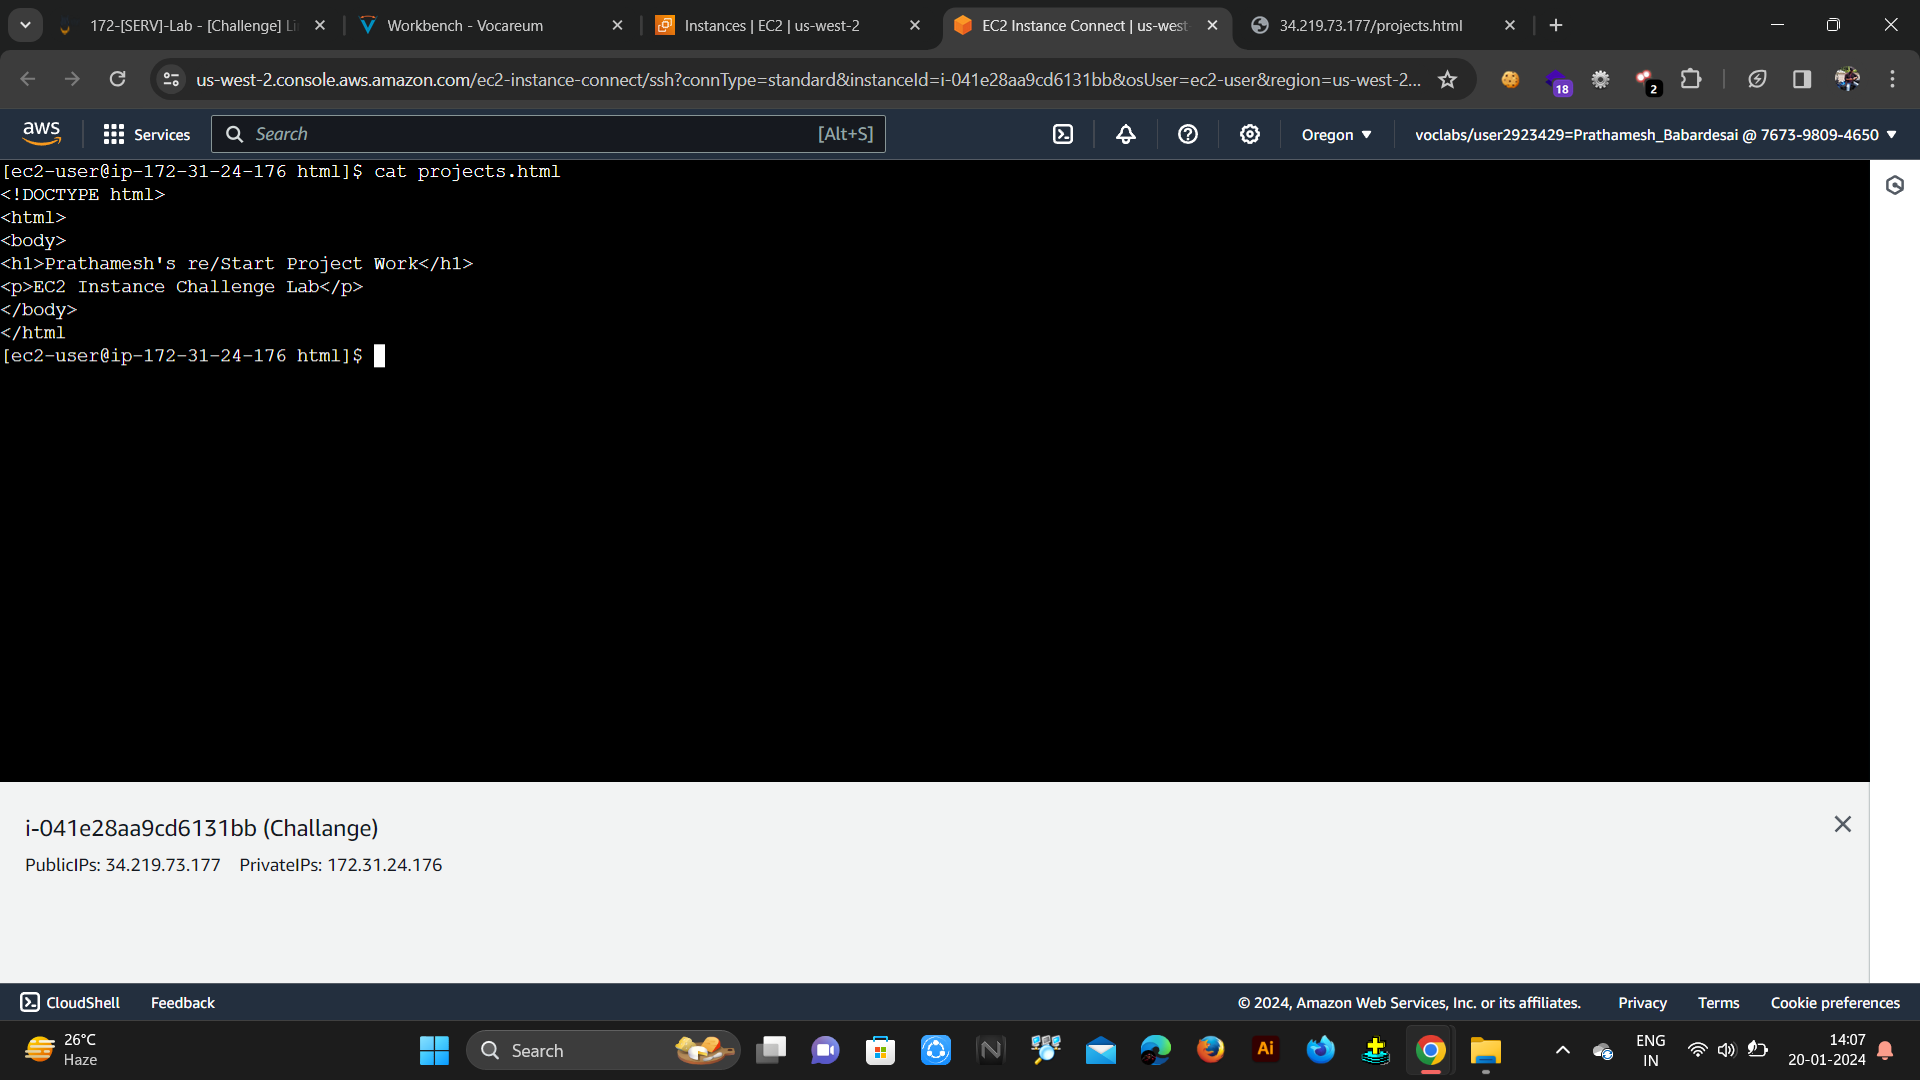 172-[SERV]-Lab - [Challenge] Li
Workbench - Vocareum
Instances | EC2 | us-west-2
EC2 Instance Connect | us-west-
34.219.73.177/projects.html
us-west-2.console.aws.amazon.com/ec2-instance-connect/ssh?connType=standard&instanceId=i-041e28aa9cd6131bb&osUser=ec2-user&region=us-west-2...
18
2
aws
Services
Search
[Alt+S]
Oregon
voclabs/user2923429=Prathamesh_Babardesai @ 7673-9809-4650
[ec2-user@ip-172-31-24-176 html]$ cat projects.html
<!DOCTYPE html>
<html>
<body>
<h1>Prathamesh's re/Start Project Work</h1>
<p>EC2 Instance Challenge Lab</p>
</body>
</html
[ec2-user@ip-172-31-24-176 html]$
i-041e28aa9cd6131bb (Challange)
PublicIPs: 34.219.73.177 PrivateIPs: 172.31.24.176
CloudShell
Feedback
© 2024, Amazon Web Services, Inc. or its affiliates.
Privacy
Terms
Cookie preferences
26°C
Haze
Search
N
Ai
ENG
IN
14:07
20-01-2024